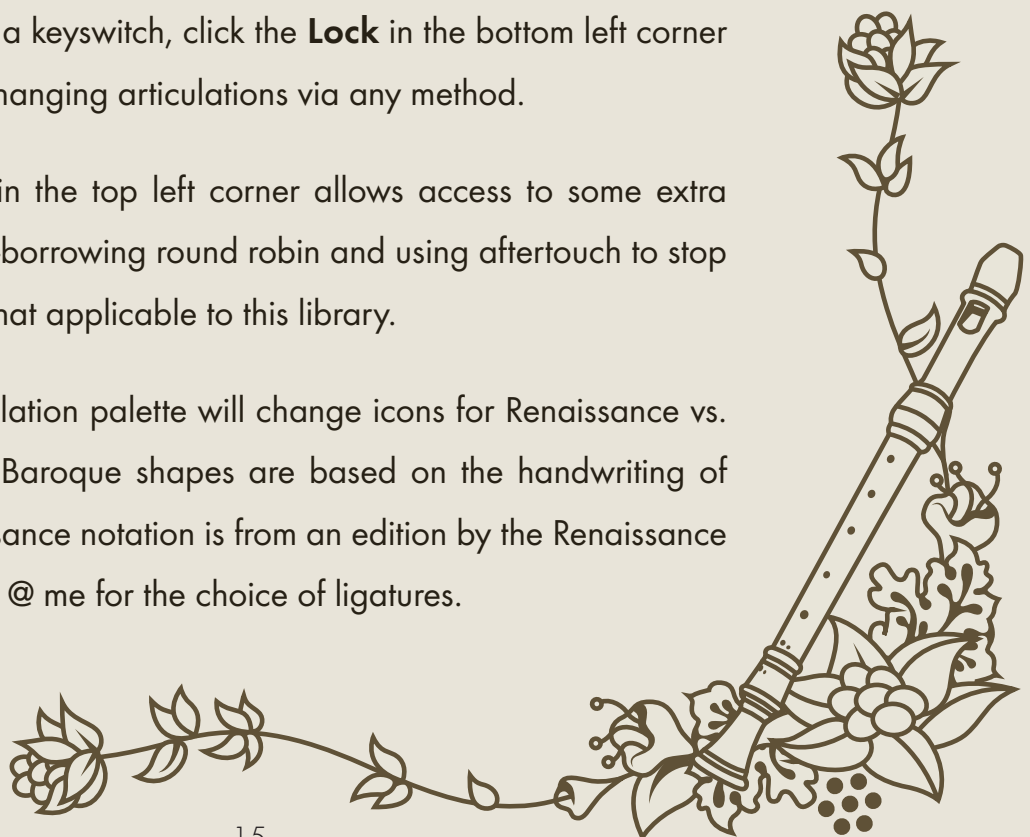 a keyswitch, click the Lock in the bottom left corner
hanging articulations via any method.
in the top left corner allows access to some extra
borrowing round robin and using aftertouch to stop
hat applicable to this library.
lation palette will change icons for Renaissance vs.
Baroque shapes are based on the handwriting of
sance notation is from an edition by the Renaissance
@ me for the choice of ligatures.
15